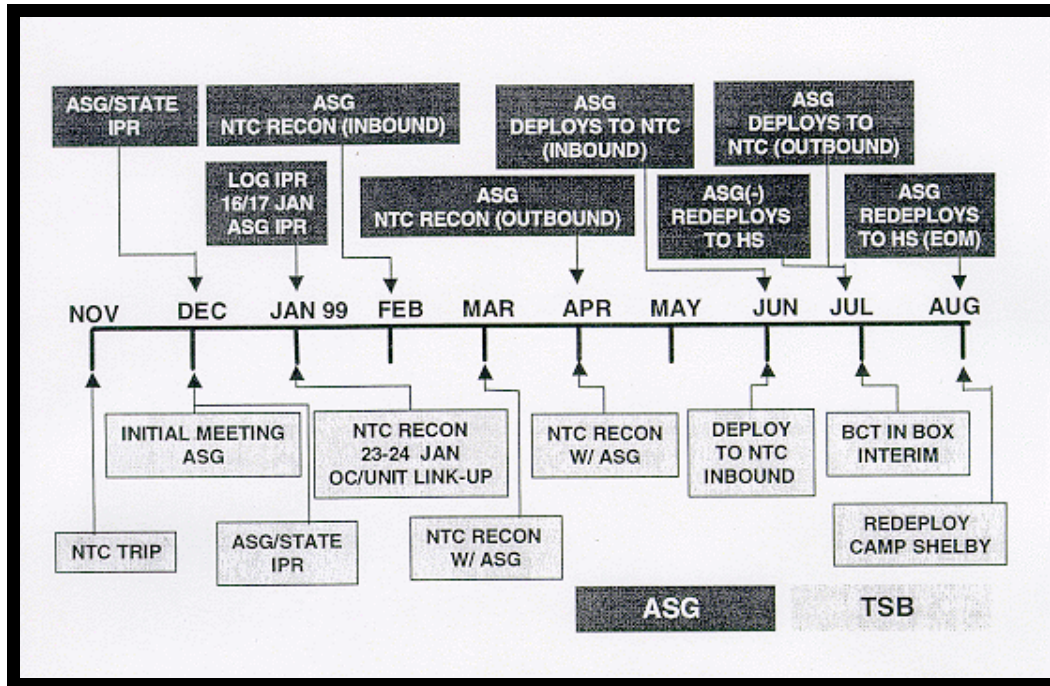 ASG/STATE
IPR
ASG
NTC RECON (INBOUND)
LOG IPR
16/17 JAN
ASG IPR
ASG
NTC RECON (OUTBOUND)
ASG
DEPLOYS TO NTC
(INBOUND)
ASG(-)
REDEPLOYS
TO HS
ASG
DEPLOYS TO
NTC (OUTBOUND)
ASG
REDEPLOYS
TO HS (EOM)
NOV DEC JAN 99 FEB MAR APR MAY JUN JUL AUG
NTC TRIP
INITIAL MEETING
ASG
ASG/STATE
IPR
NTC RECON
23-24 JAN
OC/UNIT LINK-UP
NTC RECON
W/ ASG
NTC RECON
W/ ASG
DEPLOY
TO NTC
INBOUND
BCT IN BOX
INTERIM
REDEPLOY
CAMP SHELBY
ASG TSB